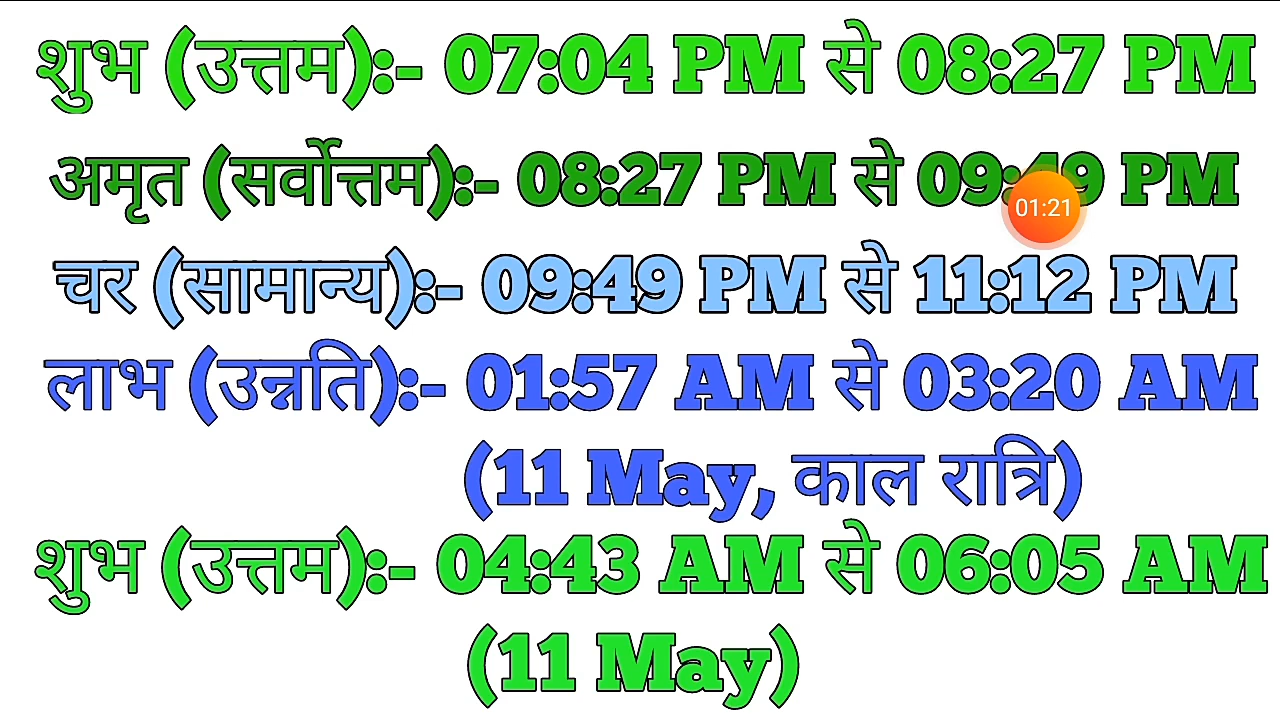 शुभ (उत्तम):- 07:04 PM से 08:27 PM
अमृत (सर्वोत्तम):- 08:27 PM से 09:49 PM
01:21
चर (सामान्य):- 09:49 PM से 11:12 PM
लाभ (उन्नति):- 01:57 AM से 03:20 AM
(11 May, काल रात्रि)
शुभ (उत्तम):- 04:43 AM से 06:05 AM
(11 May)